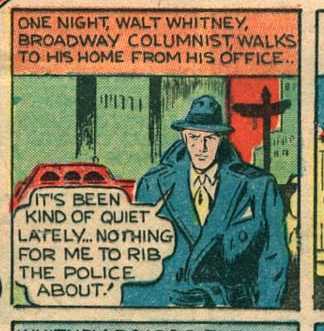 ONE NIGHT, WALT WHITNEY,
BROADWAY COLUMNIST, WALKS
TO HIS HOME FROM HIS OFFICE..
IT'S BEEN
KIND OF QUIET
LATELY... NOTHING
FOR ME TO RIB
THE POLICE
ABOUT!